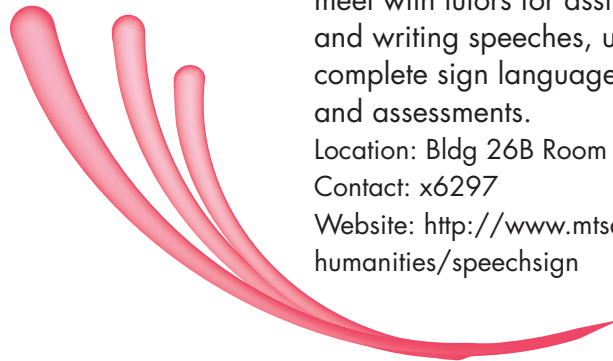 meet with tutors for
and writing speeches,
complete sign language
and assessments.
Location: Bldg 26B Room
Contact: x6297
Website: http://www.
humanities/speechsign